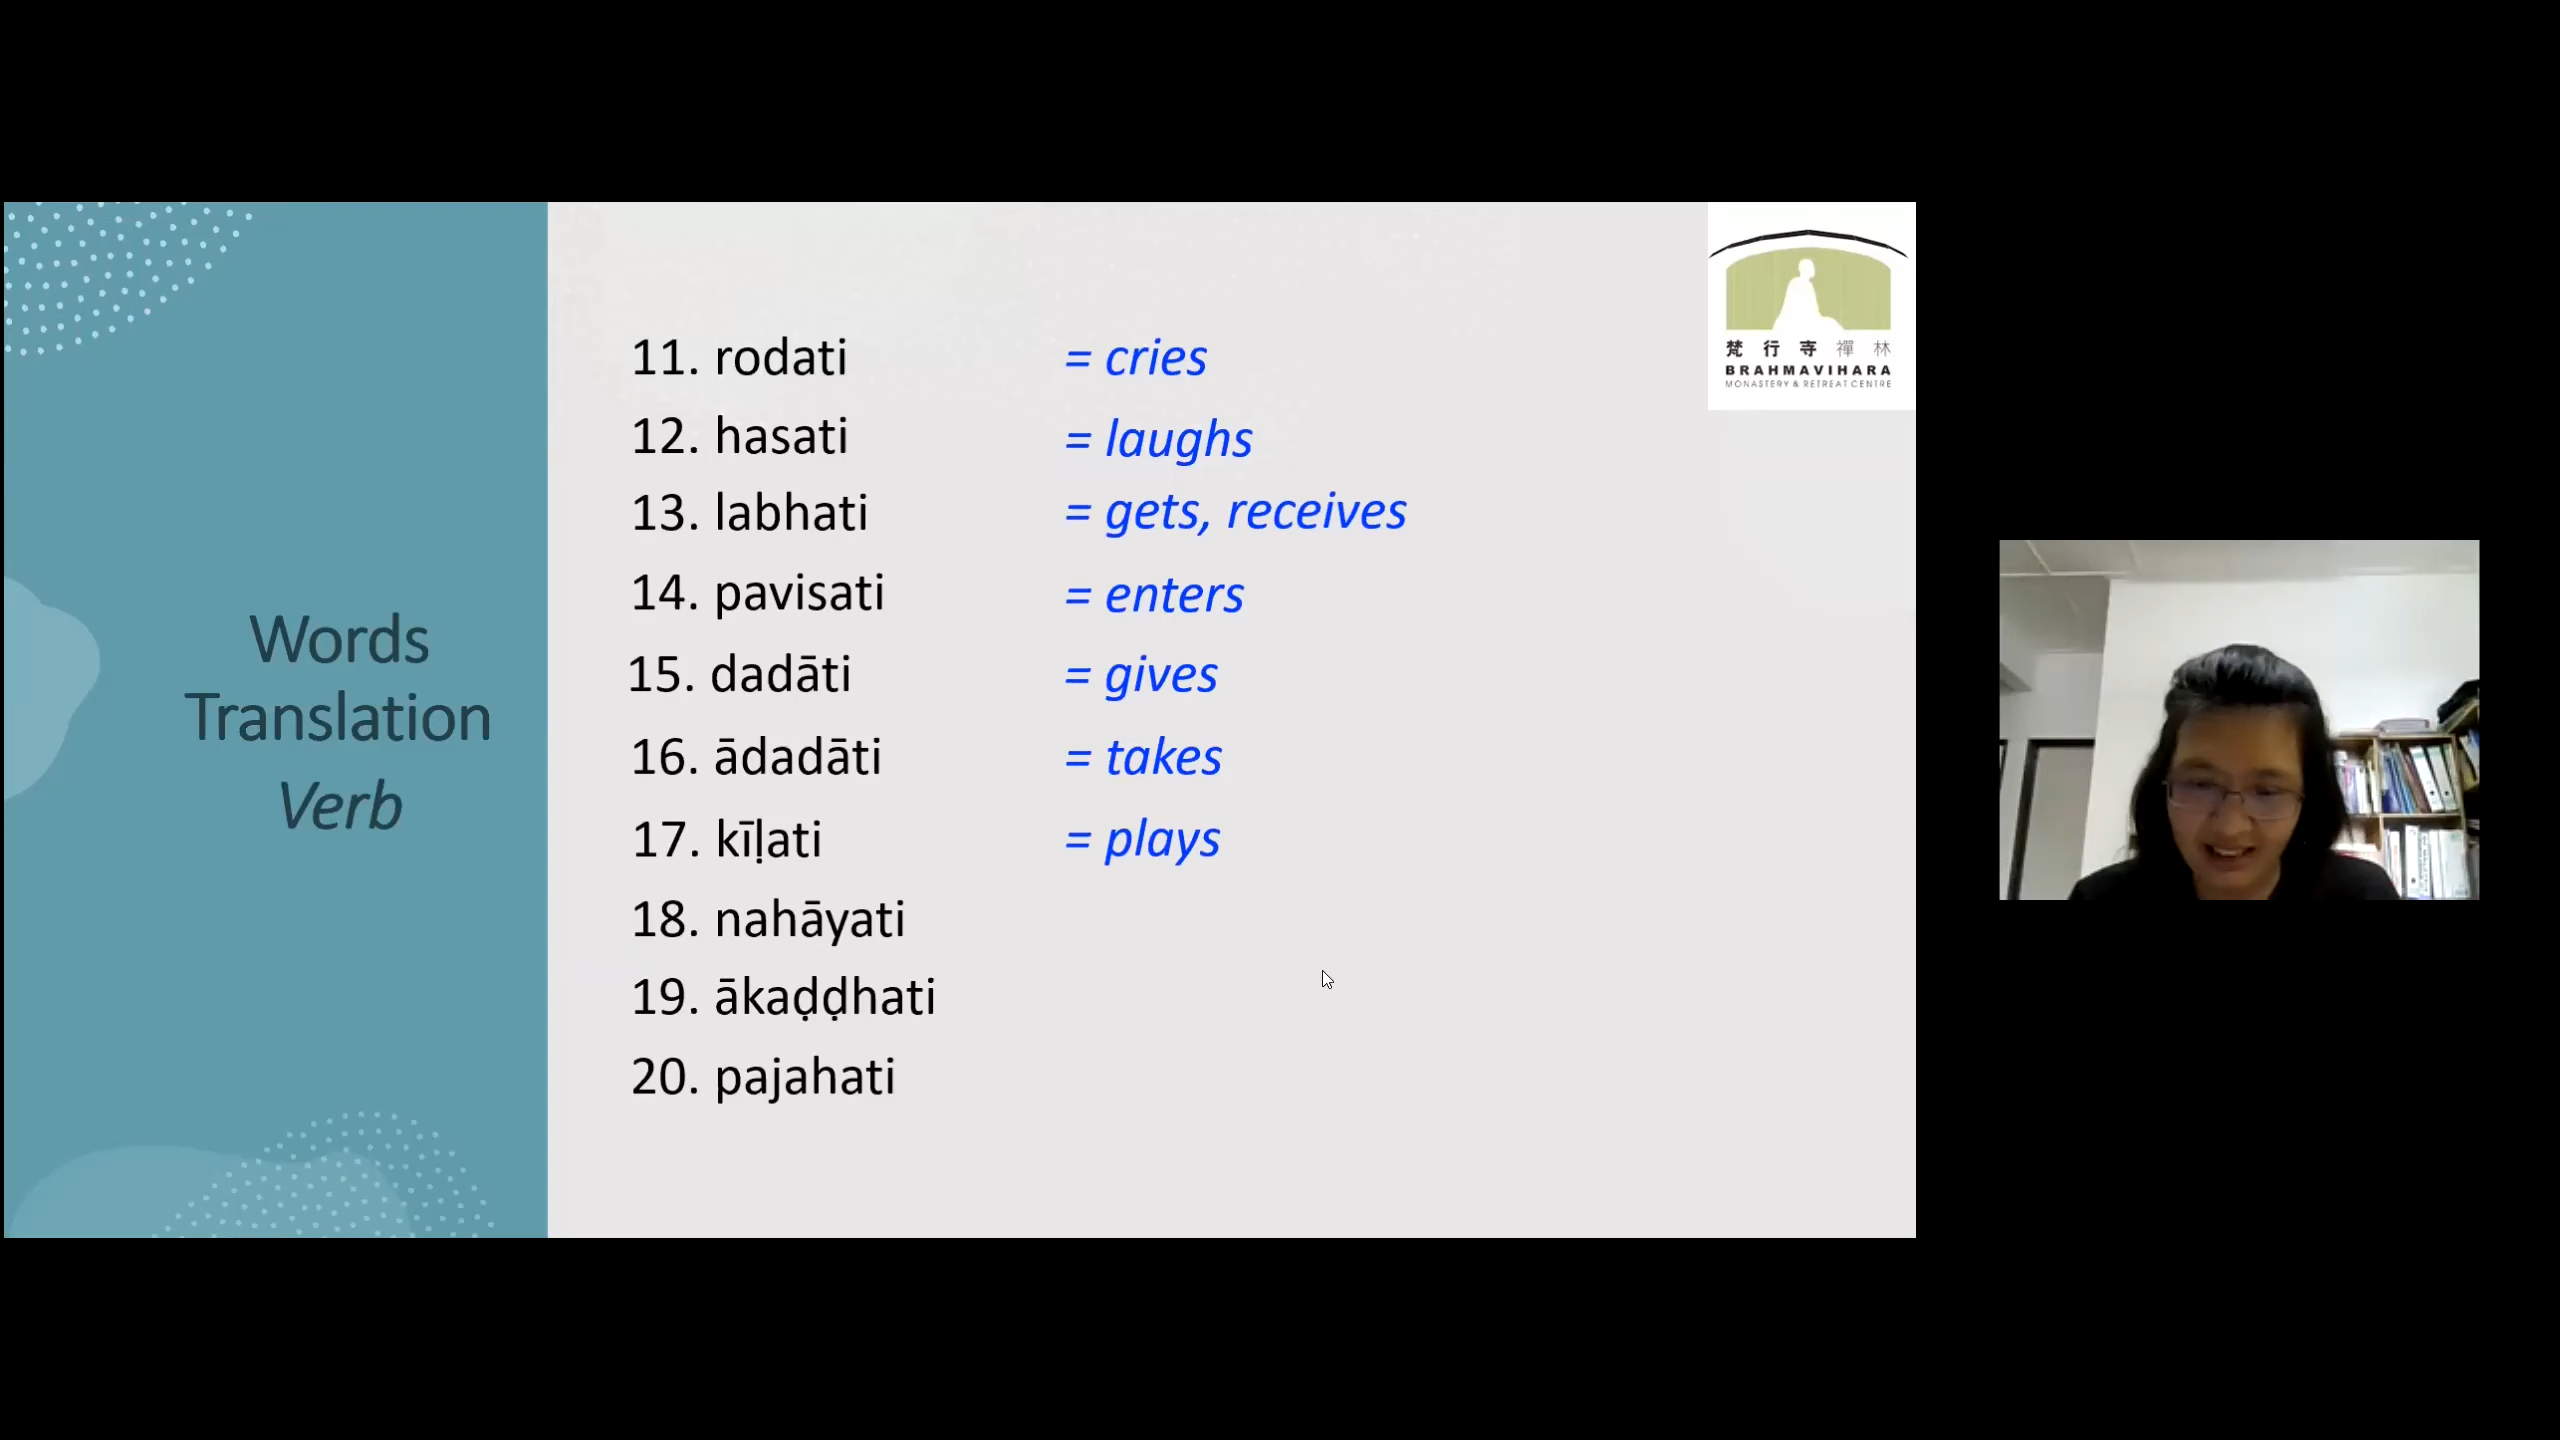 Words
Translation
Verb
11. rodati = cries
12. hasati = laughs
13. labhati = gets, receives
14. pavisati = enters
15. dadāti = gives
16. ādadāti = takes
17. kīḷati = plays
18. nahāyati
19. ākaḍḍhati
20. pajahati
梵行寺禪林
BRAHMAVIHARA
MONASTERY & RETREAT CENTRE